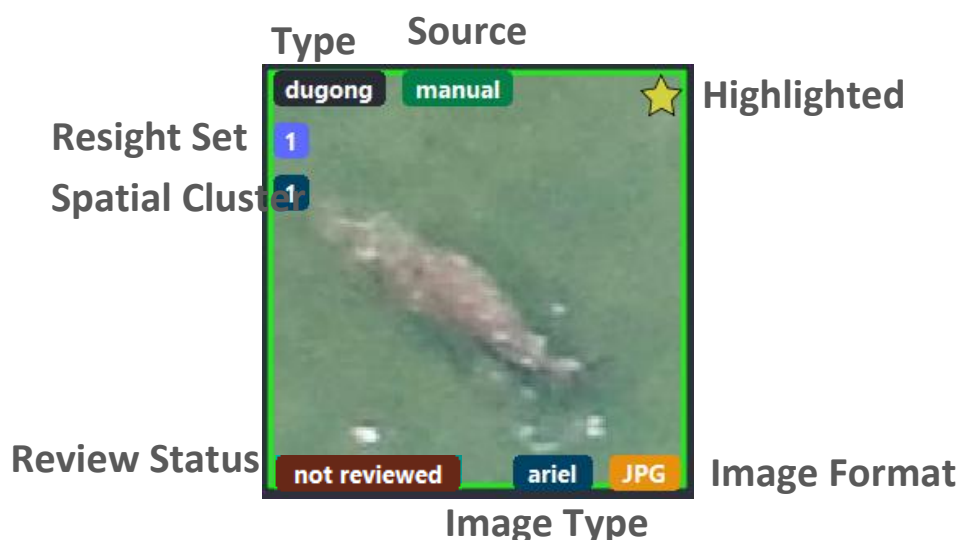 Type Source
dugong manual
Highlighted
Resight Set 1
Spatial Cluster 1
Review Status not reviewed ariel JPG Image Format
Image Type